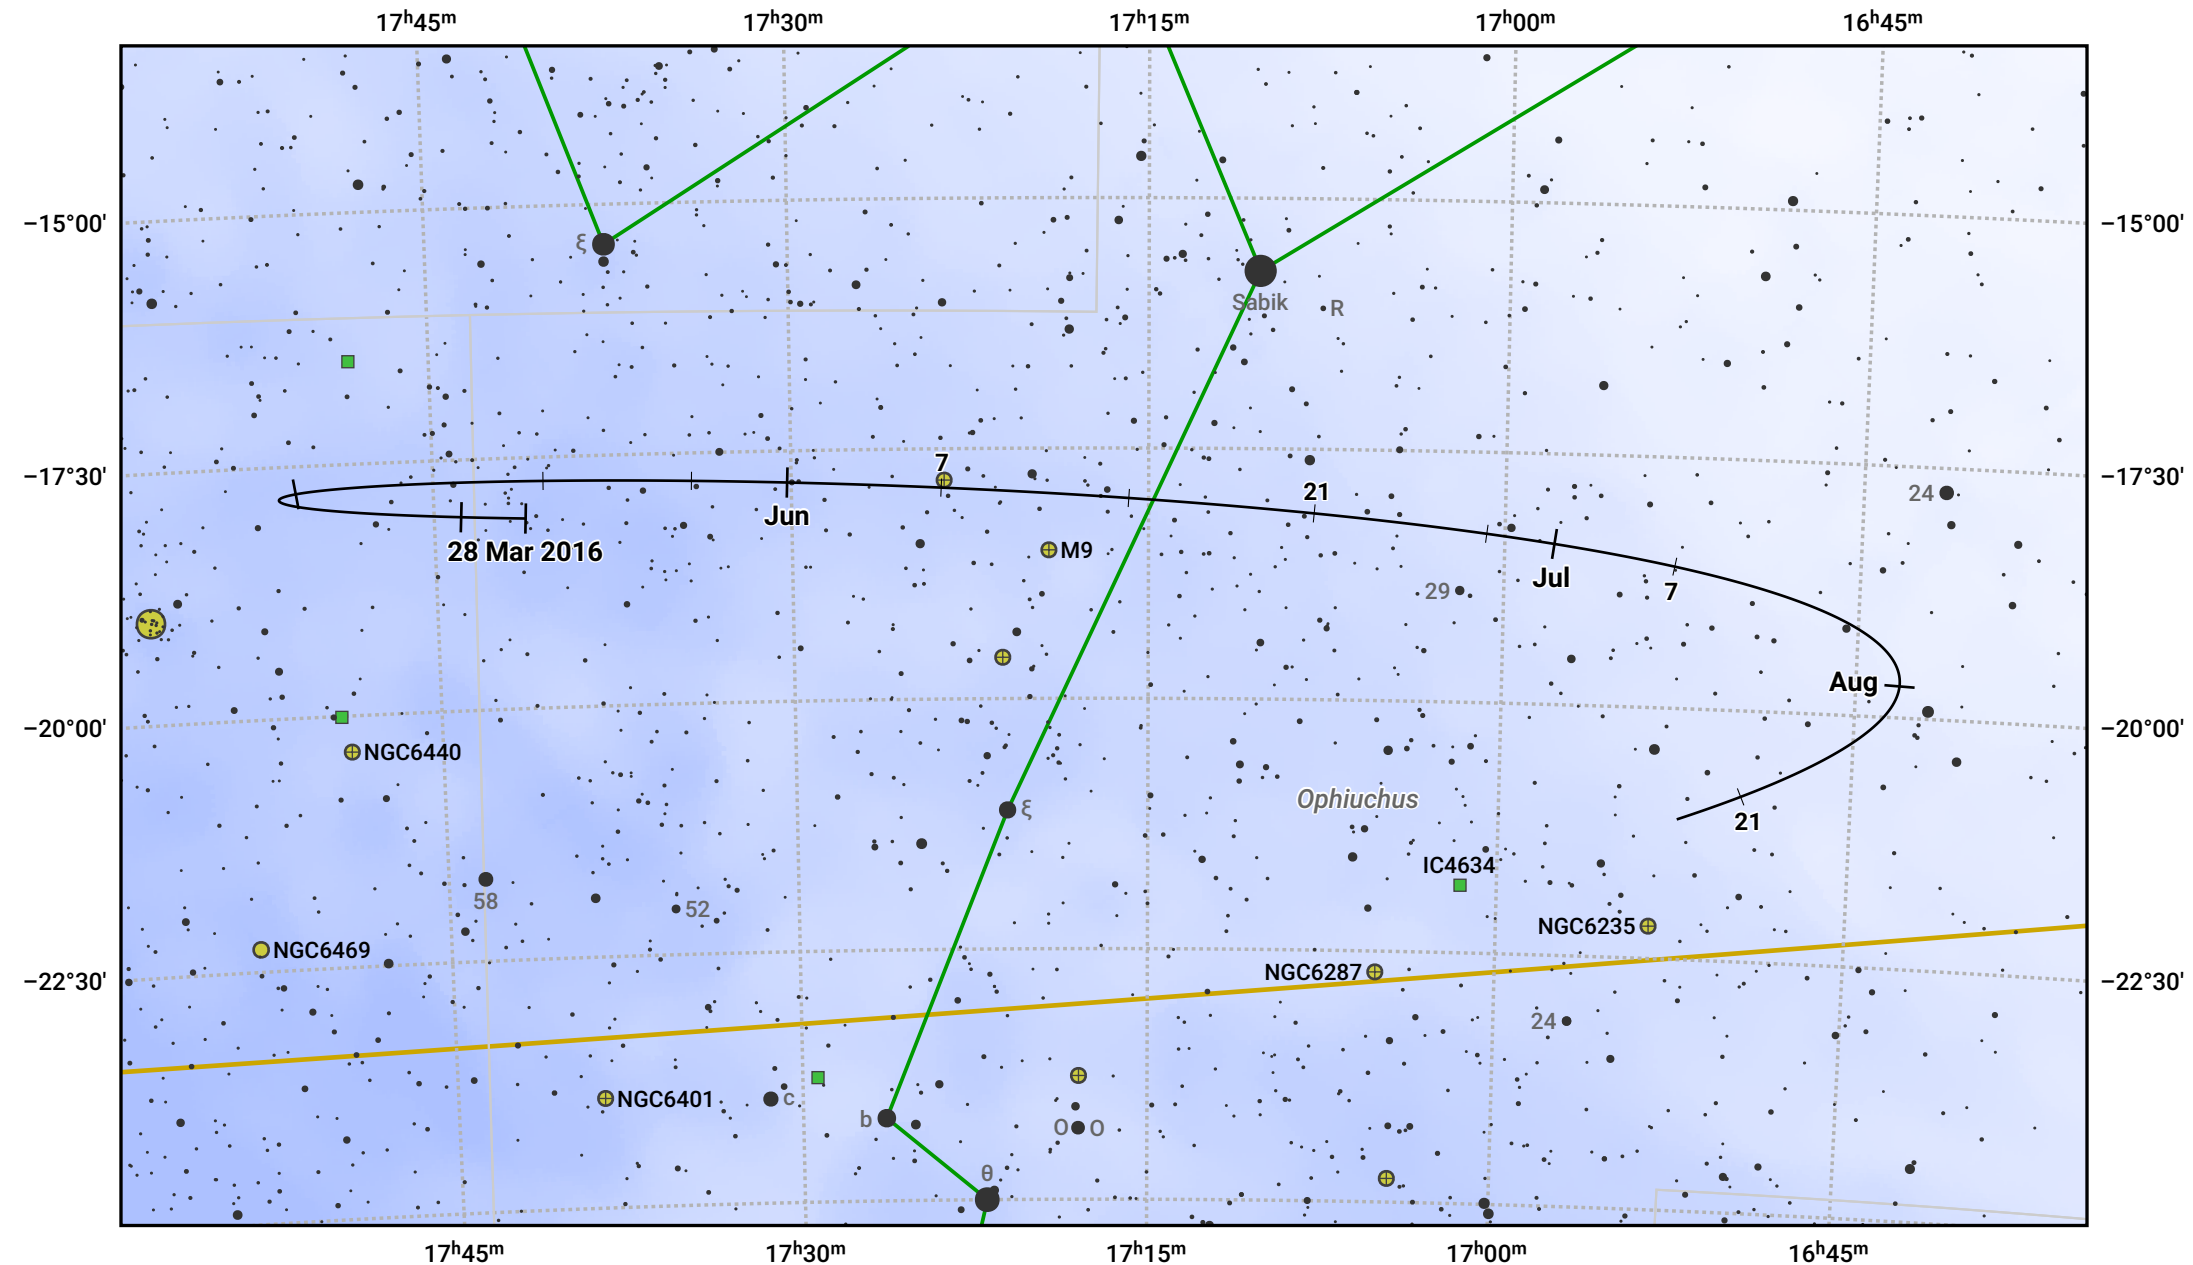 17ʰ45ᵐ 17ʰ30ᵐ 17ʰ15ᵐ 17ʰ00ᵐ 16ʰ45ᵐ
−15°00' −15°00'
ξ
Sabik R
7
−17°30' −17°30'
21 24
Jun
28 Mar 2016 M9
Jul
29 7
Aug
−20°00' −20°00'
NGC6440
Ophiuchus
ξ 21
IC4634
58 52
NGC6235
NGC6469 NGC6287
−22°30' −22°30'
24
NGC6401 c
b O O
θ
17ʰ45ᵐ 17ʰ30ᵐ 17ʰ15ᵐ 17ʰ00ᵐ 16ʰ45ᵐ